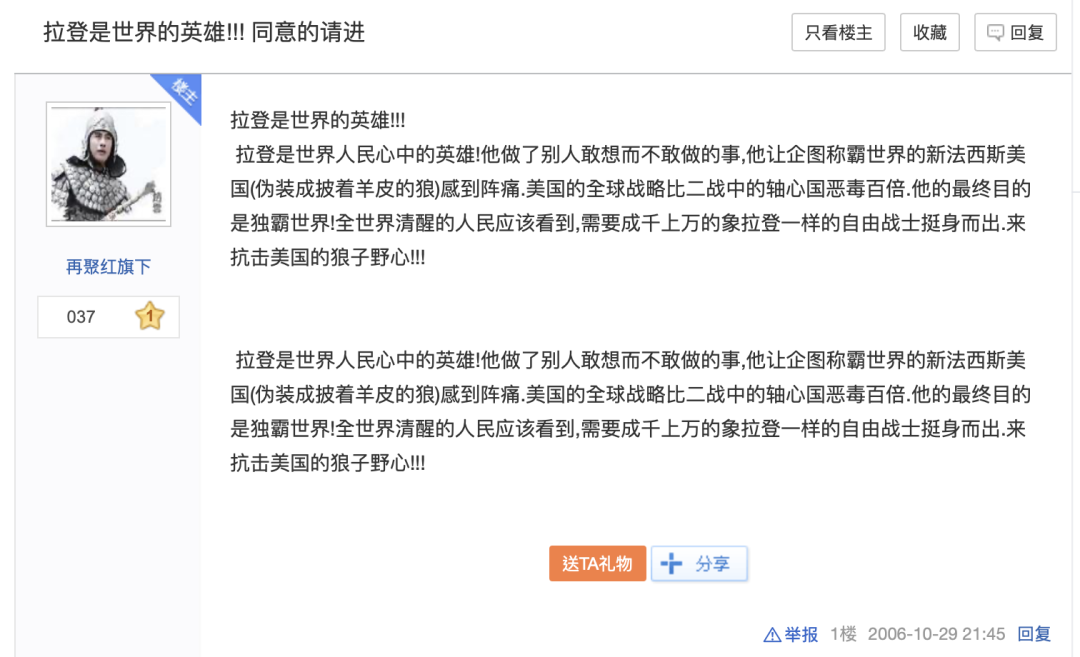 拉登是世界的英雄!!! 同意的请进
只看楼主
收藏
回复
楼主
再聚红旗下
037
1
拉登是世界的英雄!!!
拉登是世界人民心中的英雄!他做了别人敢想而不敢做的事,他让企图称霸世界的新法西斯美
国(伪装成披着羊皮的狼)感到阵痛.美国的全球战略比二战中的轴心国恶毒百倍.他的最终目的
是独霸世界!全世界清醒的人民应该看到,需要成千上万的象拉登一样的自由战士挺身而出.来
抗击美国的狼子野心!!!
拉登是世界人民心中的英雄!他做了别人敢想而不敢做的事,他让企图称霸世界的新法西斯美
国(伪装成披着羊皮的狼)感到阵痛.美国的全球战略比二战中的轴心国恶毒百倍.他的最终目的
是独霸世界!全世界清醒的人民应该看到,需要成千上万的象拉登一样的自由战士挺身而出.来
抗击美国的狼子野心!!!
送TA礼物
分享
举报 1楼 2006-10-29 21:45 回复